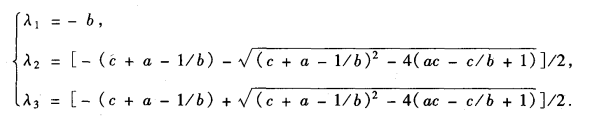 λ₁ = - b ,
λ₂ = [ - (c + a - 1/b) - √((c + a - 1/b)² - 4(ac - c/b + 1)) ]/2,
λ₃ = [ - (c + a - 1/b) + √((c + a - 1/b)² - 4(ac - c/b + 1)) ]/2.